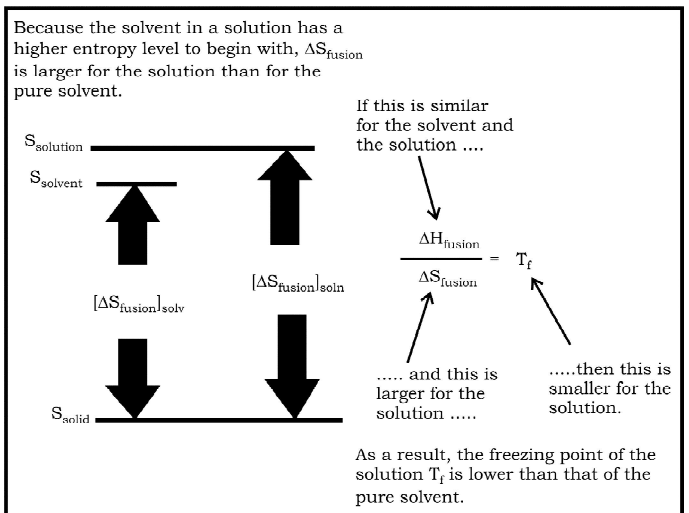 Because the solvent in a solution has a
higher entropy level to begin with, ΔSfusion
is larger for the solution than for the
pure solvent.
If this is similar
for the solvent and
the solution ....
Ssolution
Ssolvent
ΔHfusion
= Tf
ΔSfusion
[ΔSfusion]soln
[ΔSfusion]solv
..... and this is
larger for the
solution .....
.....then this is
smaller for the
solution.
Ssolid
As a result, the freezing point of the
solution Tf is lower than that of the
pure solvent.